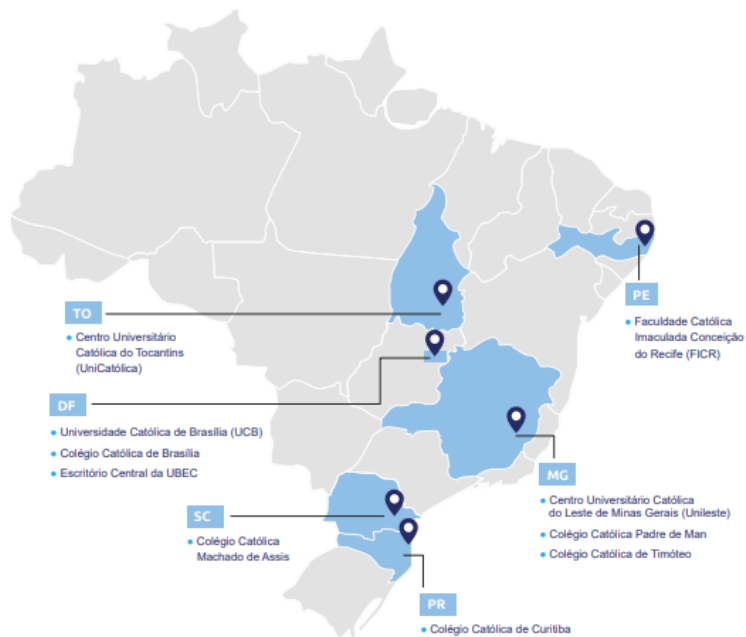 TO
• Centro Universitário
Católica do Tocantins
(UniCatólica)
DF
• Universidade Católica de Brasília (UCB)
• Colégio Católica de Brasília
• Escritório Central da UBEC
SC
• Colégio Católica
Machado de Assis
PE
• Faculdade Católica
Imaculada Conceição
do Recife (FICR)
MG
• Centro Universitário Católica
do Leste de Minas Gerais (Unileste)
• Colégio Católica Padre de Man
• Colégio Católica de Timóteo
PR
• Colégio Católica de Curitiba